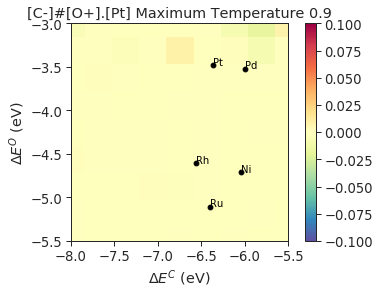 [C-]#[O+].[Pt] Maximum Temperature 0.9
−3.0
−3.5
−4.0
−4.5
−5.0
−5.5
ΔE^O (eV)
Pt
Pd
Rh
Ni
Ru
−8.0 −7.5 −7.0 −6.5 −6.0 −5.5
ΔE^C (eV)
0.100
0.075
0.050
0.025
0.000
−0.025
−0.050
−0.075
−0.100